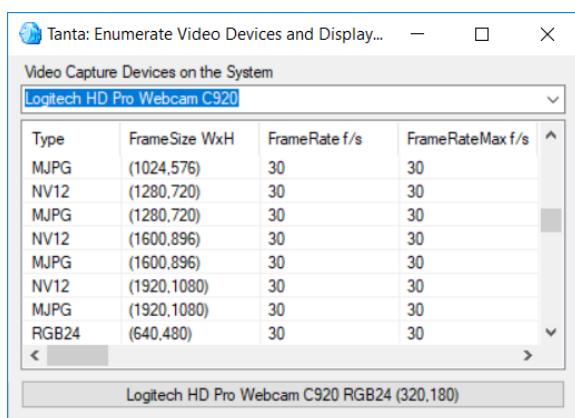 Tanta: Enumerate Video Devices and Display...
Video Capture Devices on the System
Logitech HD Pro Webcam C920
Type FrameSize WxH FrameRate f/s FrameRateMax f/s
MJPG (1024,576) 30 30
NV12 (1280,720) 30 30
MJPG (1280,720) 30 30
NV12 (1600,896) 30 30
MJPG (1600,896) 30 30
NV12 (1920,1080) 30 30
MJPG (1920,1080) 30 30
RGB24 (640,480) 30 30
Logitech HD Pro Webcam C920 RGB24 (320,180)